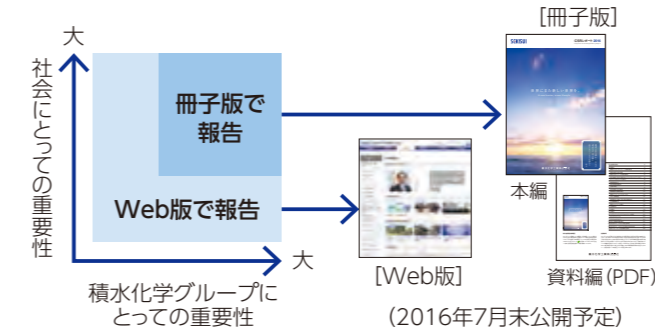 [冊子版]
大
社会にとっての重要性
冊子版で
報告
Web版で報告
大
積水化学グループに
とっての重要性
SEKISUI
本編
[Web版]
資料編(PDF)
(2016年7月末公開予定)